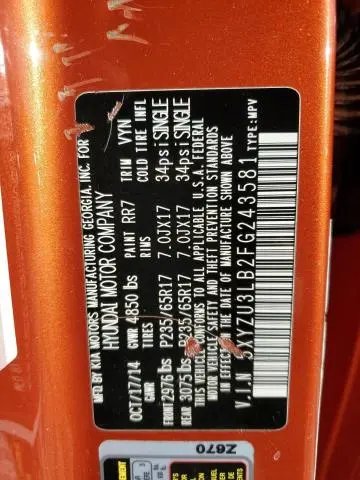 MFD BY KIA MOTORS MANUFACTURING GEORGIA, INC. FOR
HYUNDAI MOTOR COMPANY
OCT/17/14 GVWR 4850 lbs PAINT RR7 TRIM VYN
GAWR TIRES RIMS COLD TIRE INFL
FRONT 2976 lbs P235/65R17 7.0JX17 34psi SINGLE
REAR 3075 lbs P235/65R17 7.0JX17 34psi SINGLE
THIS VEHICLE CONFORMS TO ALL APPLICABLE U.S.A. FEDERAL
MOTOR VEHICLE SAFETY AND THEFT PREVENTION
STANDARDS IN EFFECT ON THE DATE OF MANUFACTURE SHOWN ABOVE.
V.I.N 5XYZU3LB2FG243581 TYPE:MPV
Z670